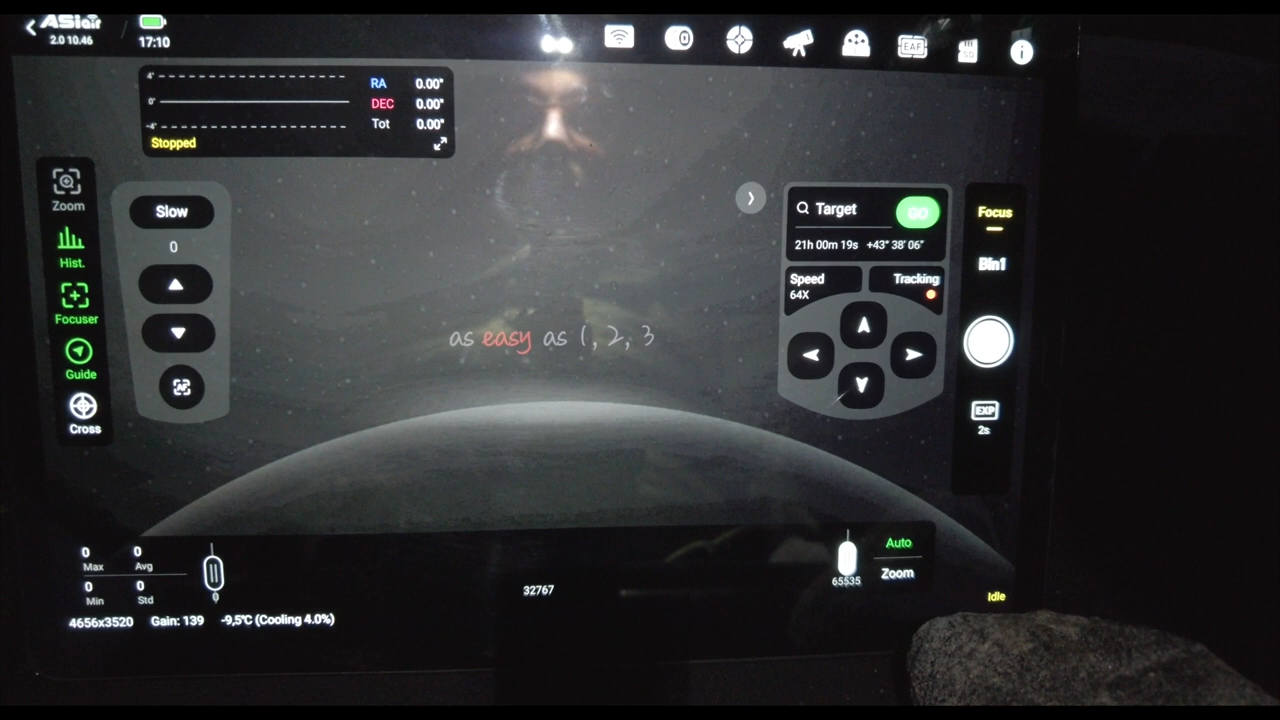 ASIair
2.0 10.46
17:10
EAF
4"
0"
-4"
RA 0.00"
DEC 0.00"
Tot 0.00"
Stopped
Zoom
Hist.
Focuser
Guide
Cross
Slow
0
AF
Target
GO
21h 00m 19s +43° 38' 06"
Speed
64X
Tracking
Focus
Bin1
EXP
2s
as easy as 1, 2, 3
0 0
Max Avg
0 0
Min Std
0
32767
65535
Auto
Zoom
Idle
4656x3520 Gain: 139 -9,5℃ (Cooling 4.0%)